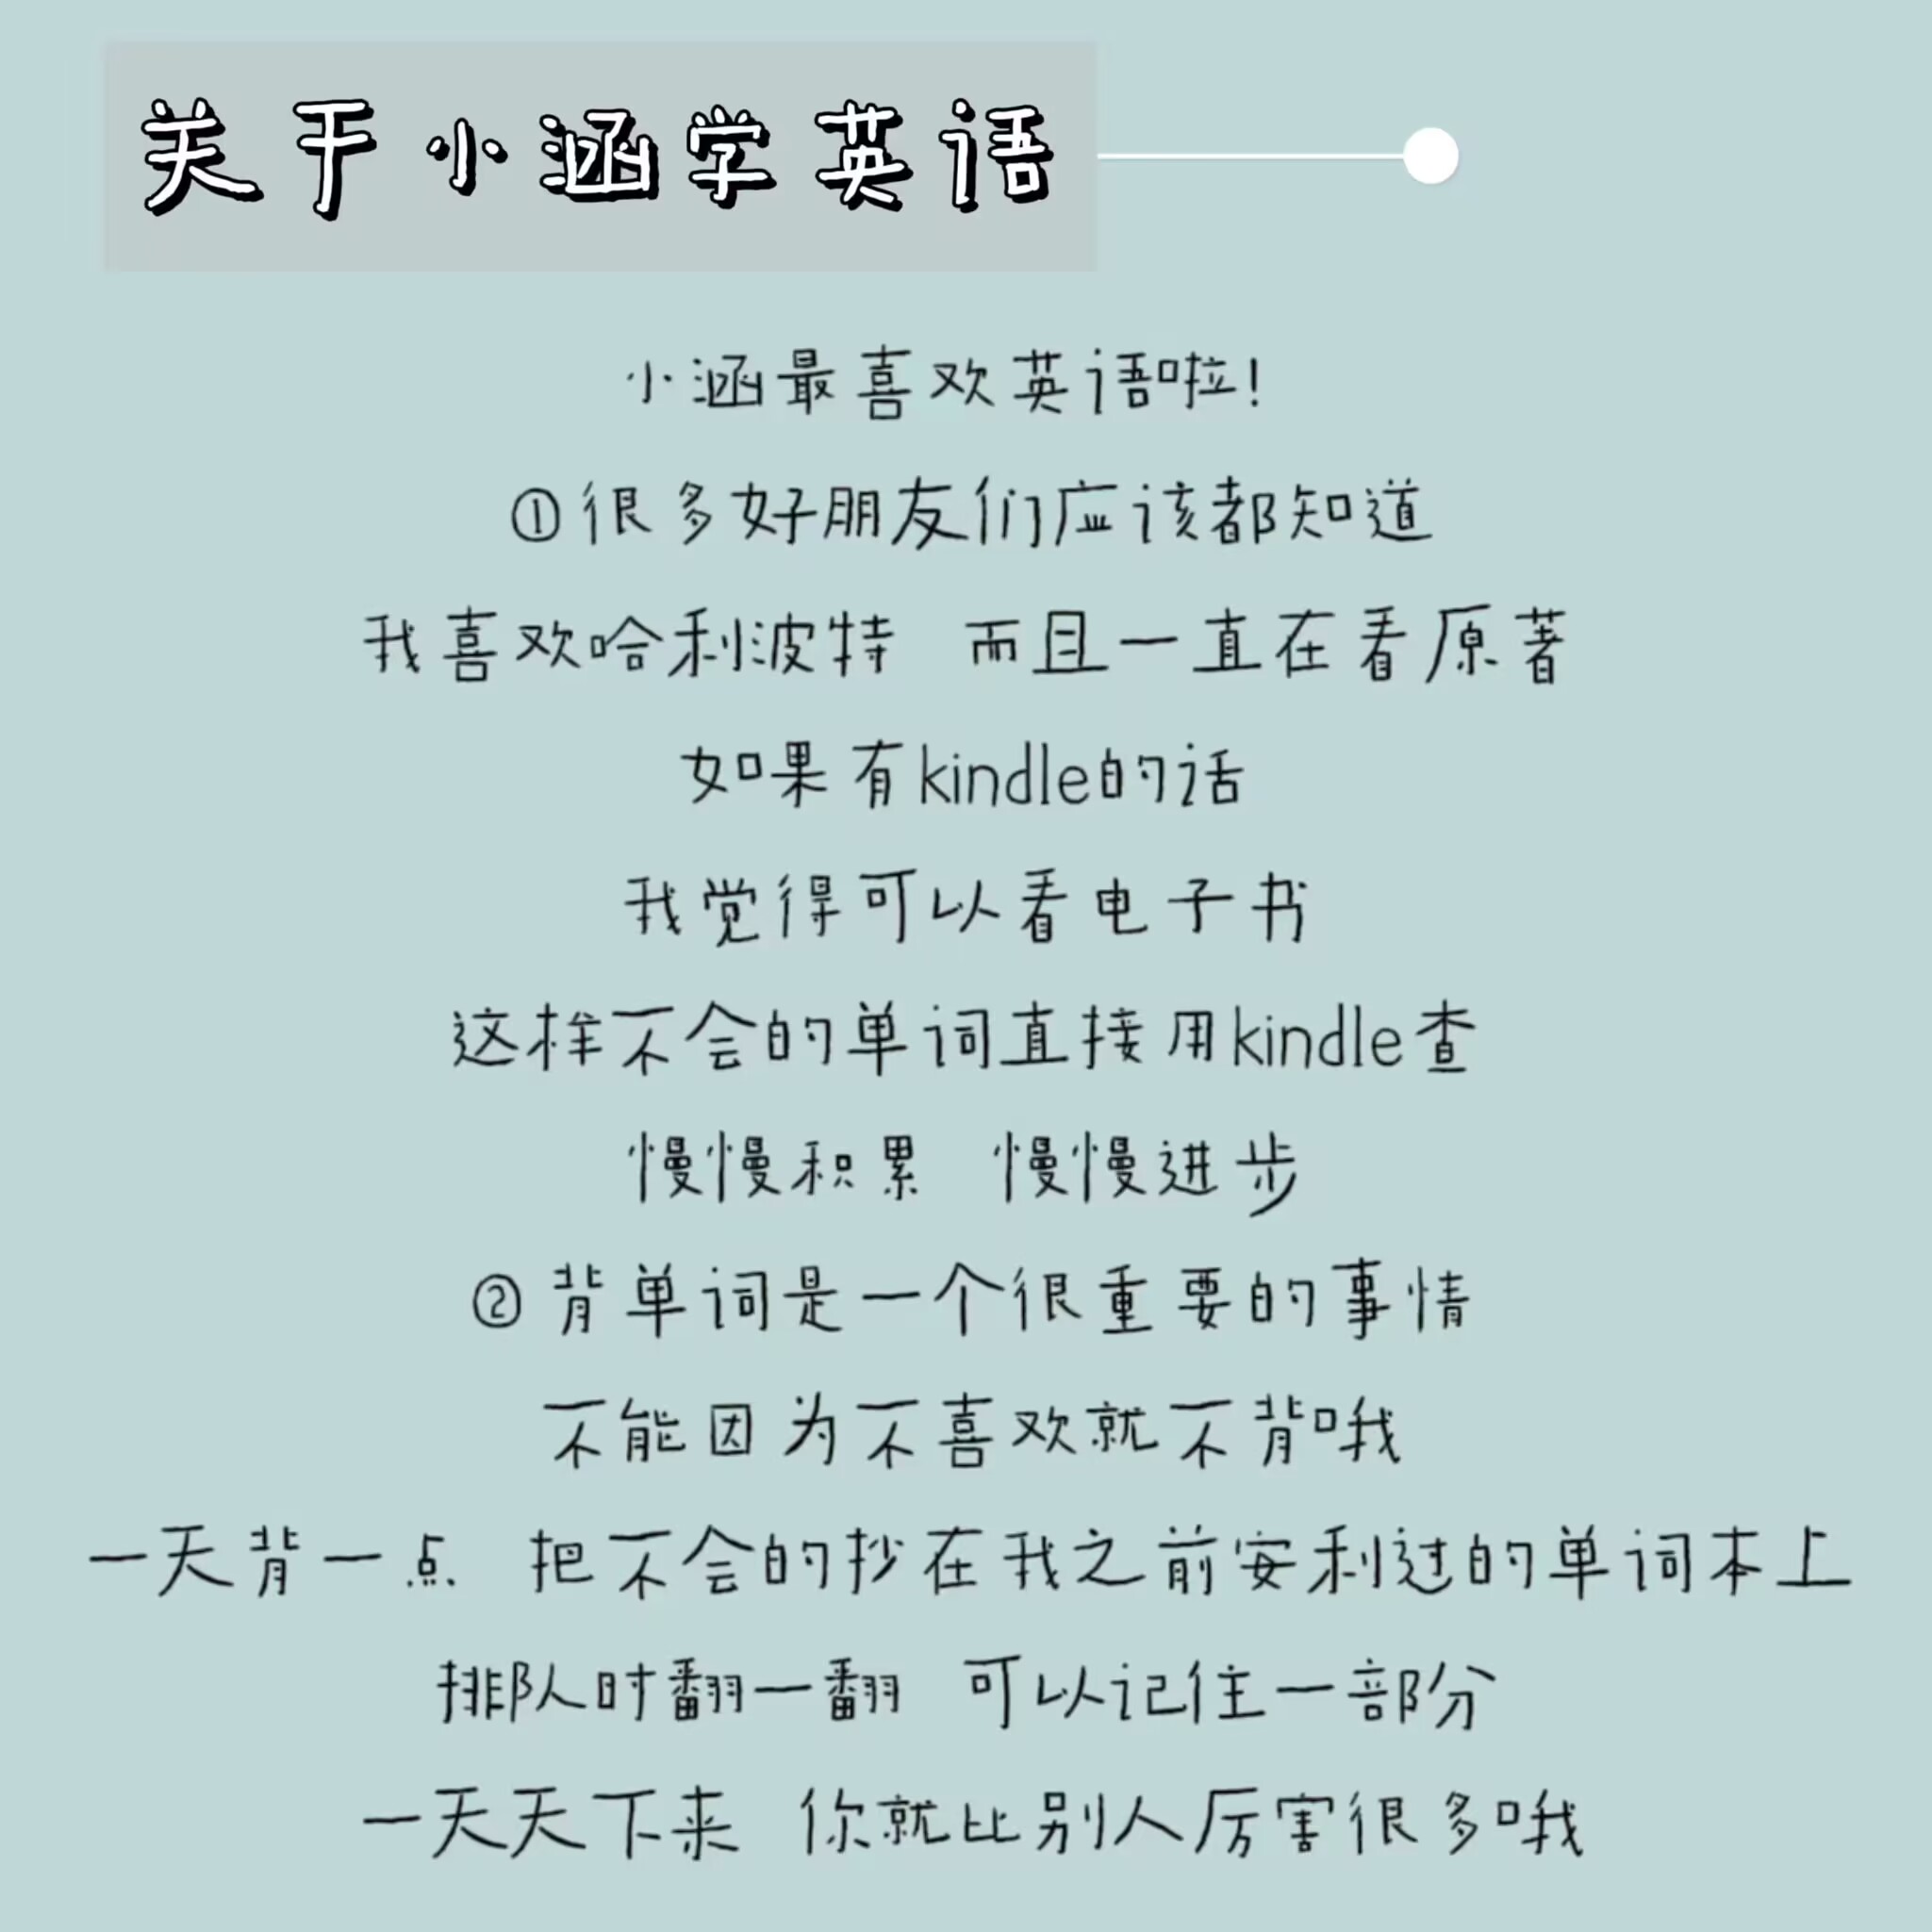 关于小涵学英语
小涵最喜欢英语啦!
①很多好朋友们应该都知道
我喜欢哈利波特 而且一直在看原著
如果有kindle的话
我觉得可以看电子书
这样不会的单词直接用kindle查
慢慢积累 慢慢进步
②背单词是一个很重要的事情
不能因为不喜欢就不背哦
一天背一点 把不会的抄在我之前安利过的单词本上
排队时翻一翻 可以记住一部分
一天天下来 你就比别人厉害很多哦